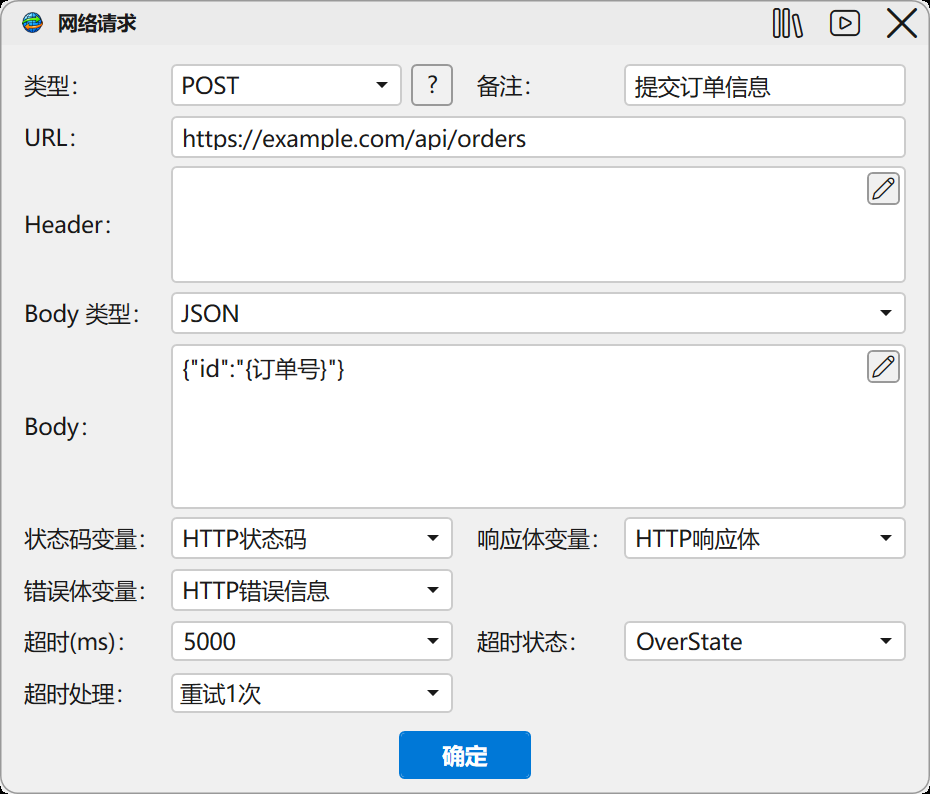 网络请求
类型：
POST
?
备注：
提交订单信息
URL：
https://example.com/api/orders
Header：
Body 类型：
JSON
Body：
{"id":"{订单号}"}
状态码变量：
HTTP状态码
响应体变量：
HTTP响应体
错误体变量：
HTTP错误信息
超时(ms)：
5000
超时状态：
OverState
超时处理：
重试1次
确定